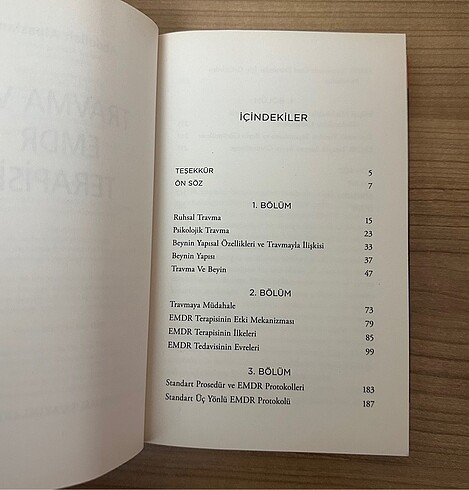 İÇİNDEKİLER
TEŞEKKÜR 5
ÖN SÖZ 7
1. BÖLÜM
Ruhsal Travma 15
Psikolojik Travma 23
Beynin Yapısal Özellikleri ve Travmayla İlişkisi 33
Beynin Yapısı 37
Travma Ve Beyin 47
2. BÖLÜM
Travmaya Müdahale 73
EMDR Terapisinin Etki Mekanizması 79
EMDR Terapisinin İlkeleri 85
EMDR Tedavisinin Evreleri 99
3. BÖLÜM
Standart Prosedür ve EMDR Protokolleri 183
Standart Üç Yönlü EMDR Protokolü 187